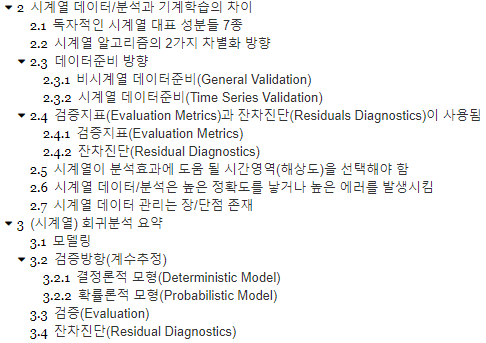 2 시계열 데이터/분석과 기계학습의 차이
2.1 독자적인 시계열 대표 성분들 7종
2.2 시계열 알고리즘의 2가지 차별화 방향
2.3 데이터준비 방향
2.3.1 비시계열 데이터준비(General Validation)
2.3.2 시계열 데이터준비(Time Series Validation)
2.4 검증지표(Evaluation Metrics)과 잔차진단(Residuals Diagnostics)이 사용됨
2.4.1 검증지표(Evaluation Metrics)
2.4.2 잔차진단(Residual Diagnostics)
2.5 시계열이 분석효과에 도움 될 시간영역(해상도)을 선택해야 함
2.6 시계열 데이터/분석은 높은 정확도를 낳거나 높은 에러를 발생시킴
2.7 시계열 데이터 관리는 장/단점 존재
3 (시계열) 회귀분석 요약
3.1 모델링
3.2 검증방향(계수추정)
3.2.1 결정론적 모형(Deterministic Model)
3.2.2 확률론적 모형(Probabilistic Model)
3.3 검증(Evaluation)
3.4 잔차진단(Residual Diagnostics)